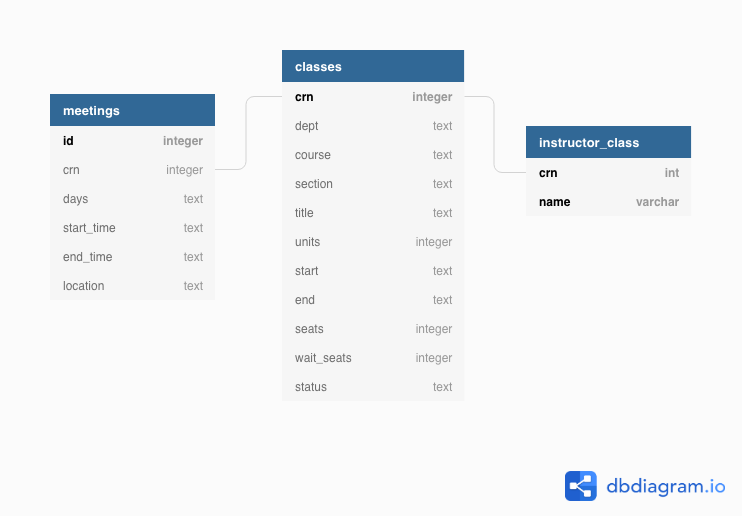 meetings
id integer
crn integer
days text
start_time text
end_time text
location text
classes
crn integer
dept text
course text
section text
title text
units integer
start text
end text
seats integer
wait_seats integer
status text
instructor_class
crn int
name varchar
dbdiagram.io